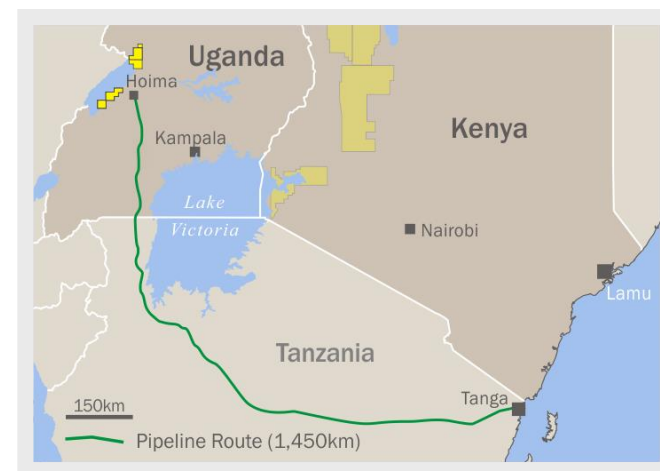 Uganda
Hoima
Kampala
Kenya
Lake
Victoria
Nairobi
Lamu
Tanzania
Tanga
150km
Pipeline Route (1,450km)